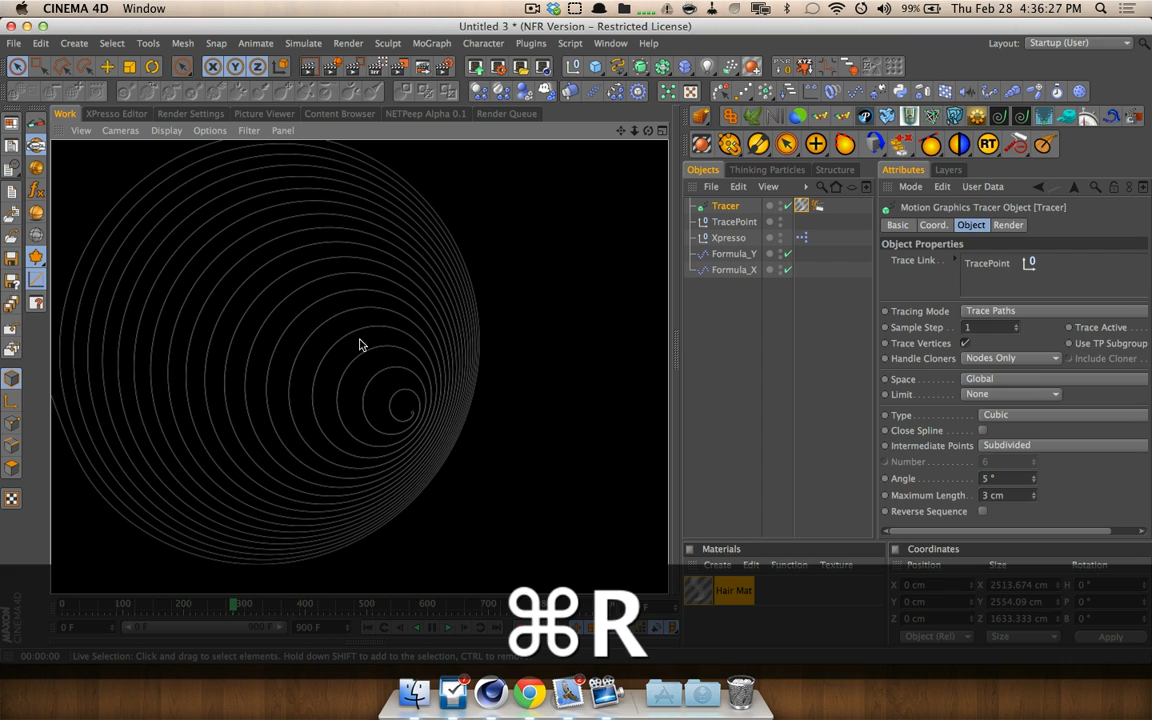 CINEMA 4D Window 99% Thu Feb 28 4:36:27 PM
Untitled 3 * (NFR Version - Restricted License)
File Edit Create Select Tools Mesh Snap Animate Simulate Render Sculpt MoGraph Character Plugins Script Window Help Layout: Startup (User)
Work XPresso Editor Render Settings Picture Viewer Content Browser NETPeep Alpha 0.1 Render Queue
View Cameras Display Options Filter Panel
Objects Thinking Particles Structure
File Edit View
Tracer
TracePoint
Xpresso
Formula_Y
Formula_X
Attributes Layers
Mode Edit User Data
Motion Graphics Tracer Object [Tracer]
Basic Coord. Object Render
Object Properties
Trace Link . . TracePoint
Tracing Mode Trace Paths
Sample Step . 1 Trace Active . . .
Trace Vertices Use TP Subgroup
Handle Cloners Nodes Only Include Cloner . .
Space . . . . . . . . Global
Limit . . . . . . . . . None
Type . . . . . . . . . . . . Cubic
Close Spline . . . . . .
Intermediate Points Subdivided
Number . . . . . . . . . 6
Angle . . . . . . . . . . . 5 °
Maximum Length. . 3 cm
Reverse Sequence
Materials
Create Edit Function Texture
Hair Mat
Coordinates
Position Size Rotation
X 0 cm X 2513.674 cm H 0 °
Y 0 cm Y 2554.09 cm P 0 °
Z 0 cm Z 1633.333 cm B 0 °
Object (Rel) Size Apply
0 100 200 300 400 500 600 700
0 F 0 F 900 F 900 F
⌘R
00:00:00 Live Selection: Click and drag to select elements. Hold down SHIFT to add to the selection, CTRL to
MAXON CINEMA 4D